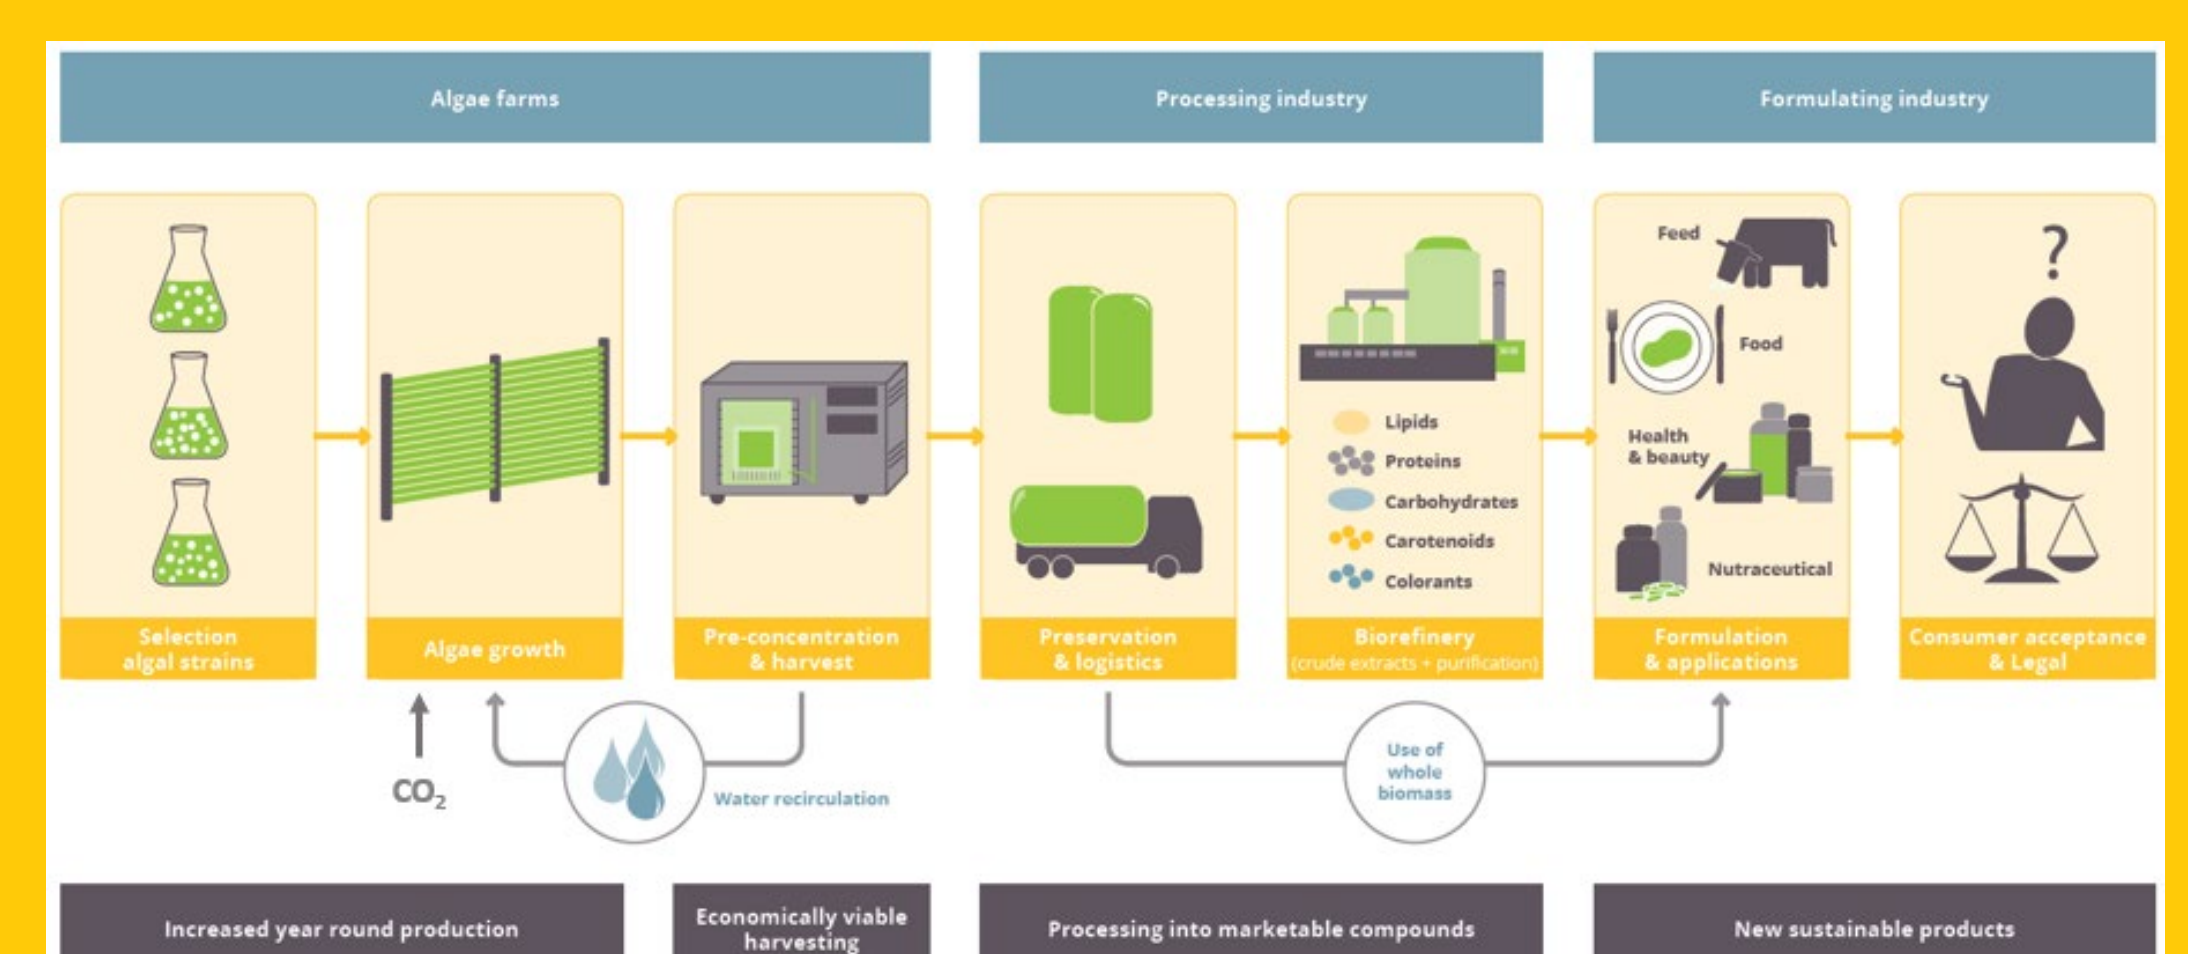 Algae farms
Processing industry
Formulating industry
Selection
algal strains
Algae growth
Pre-concentration
& harvest
Preservation
& logistics
Lipids
Proteins
Carbohydrates
Carotenoids
Colorants
Biorefinery
(crude extracts + purification)
Feed
Food
Health
& beauty
Nutraceutical
Formulation
& applications
?
Consumer acceptance
& Legal
CO₂
Water recirculation
Use of
whole
biomass
Increased year round production
Economically viable
harvesting
Processing into marketable compounds
New sustainable products